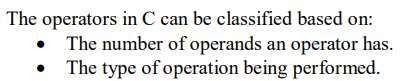 The operators in C can be classified based on:
• The number of operands an operator has.
• The type of operation being performed.